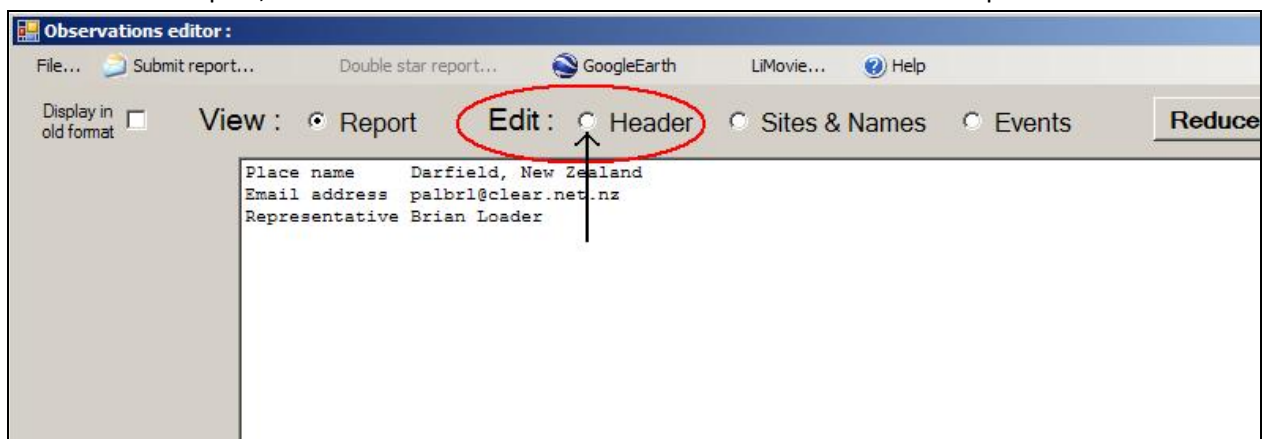 Observations editor :
File... Submit report... Double star report... GoogleEarth LiMovie... Help
Display in
old format View : Report Edit : Header Sites & Names Events Reduce
Place name Darfield, New Zealand
Email address palbrl@clear.net.nz
Representative Brian Loader